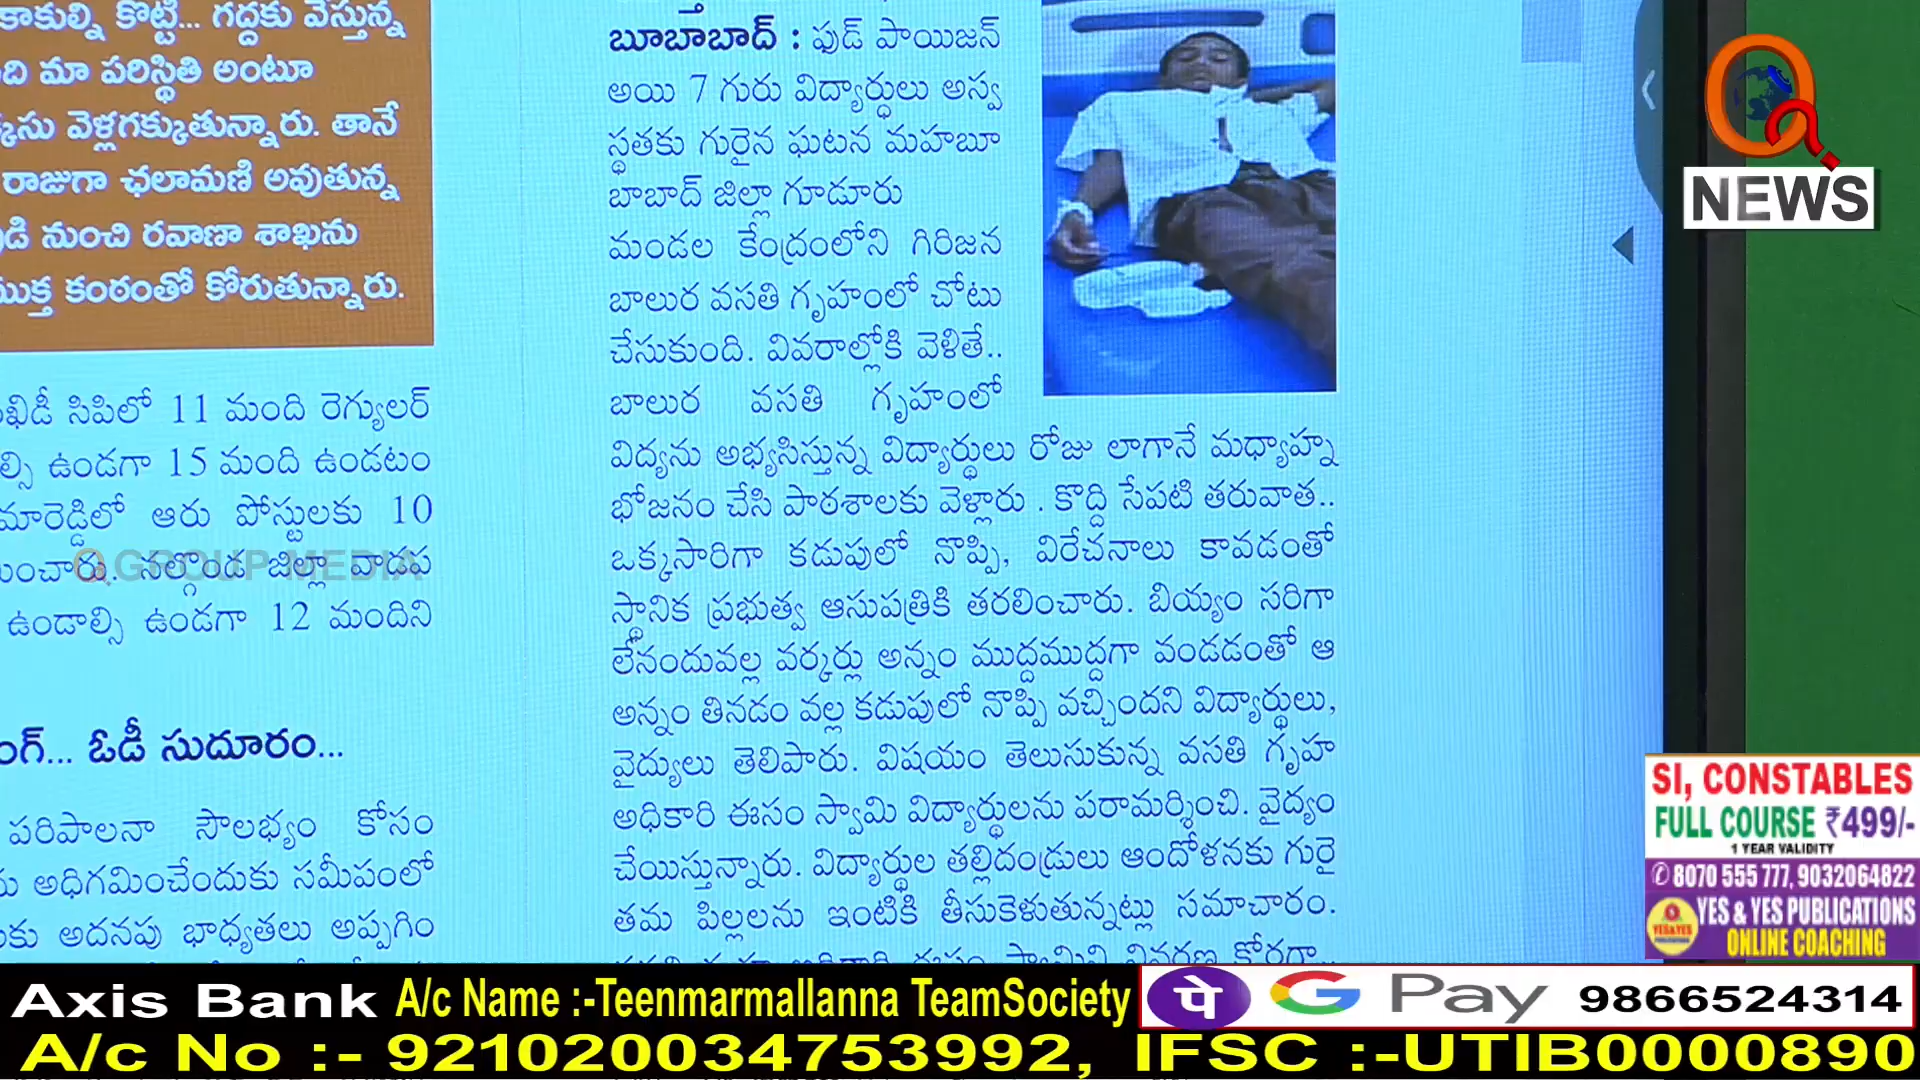 కాకుల్ని కొట్టి... గద్దకు వేస్తున్న
మా పరిస్థితి అంటూ
వెళ్లగక్కుతున్నారు. తానే
రాజుగా ఛలామణి అవుతున్న
నుంచి రవాణా శాఖను
కంఠంతో కోరుతున్నారు.
సిపిలో 11 మంది రెగ్యులర్
ఉండగా 15 మంది ఉండటం
ఆరు పోస్టులకు 10
నల్గొండ జిల్లా వాడప
ఉండాల్సి ఉండగా 12 మందిని
ఓడీ సుదూరం...
పరిపాలనా సౌలభ్యం కోసం
అధిగమించేందుకు సమీపంలో
అదనపు భాధ్యతలు అప్పగిం
బూబాబాద్ : ఫుడ్ పాయిజన్
అయి 7 గురు విద్యార్థులు అస్వ
స్థతకు గురైన ఘటన మహబూ
బాబాద్ జిల్లా గూడూరు
మండల కేంద్రంలోని గిరిజన
బాలుర వసతి గృహంలో చోటు
చేసుకుంది. వివరాల్లోకి వెళితే..
బాలుర వసతి గృహంలో
విద్యను అభ్యసిస్తున్న విద్యార్థులు రోజు లాగానే మధ్యాహ్న
భోజనం చేసి పాఠశాలకు వెళ్లారు . కొద్ది సేపటి తరువాత..
ఒక్కసారిగా కడుపులో నొప్పి, విరేచనాలు కావడంతో
స్థానిక ప్రభుత్వ ఆసుపత్రికి తరలించారు. బియ్యం సరిగా
లేనందువల్ల వర్కర్లు అన్నం ముద్దముద్దగా వండడంతో ఆ
అన్నం తినడం వల్ల కడుపులో నొప్పి వచ్చిందని విద్యార్థులు,
వైద్యులు తెలిపారు. విషయం తెలుసుకున్న వసతి గృహ
అధికారి ఈసం స్వామి విద్యార్థులను పరామర్శించి. వైద్యం
చేయిస్తున్నారు. విద్యార్థుల తల్లిదండ్రులు ఆందోళనకు గురై
తమ పిల్లలను ఇంటికి తీసుకెళుతున్నట్లు సమాచారం.
Q GROUP MEDIA
Q NEWS
SI, CONSTABLES
FULL COURSE ₹499/-
1 YEAR VALIDITY
8070 555 777, 9032064822
YES & YES PUBLICATIONS
ONLINE COACHING
Axis Bank A/c Name :-Teenmarmallanna TeamSociety
पे G Pay 9866524314
A/c No :- 921020034753992, IFSC :-UTIB0000890